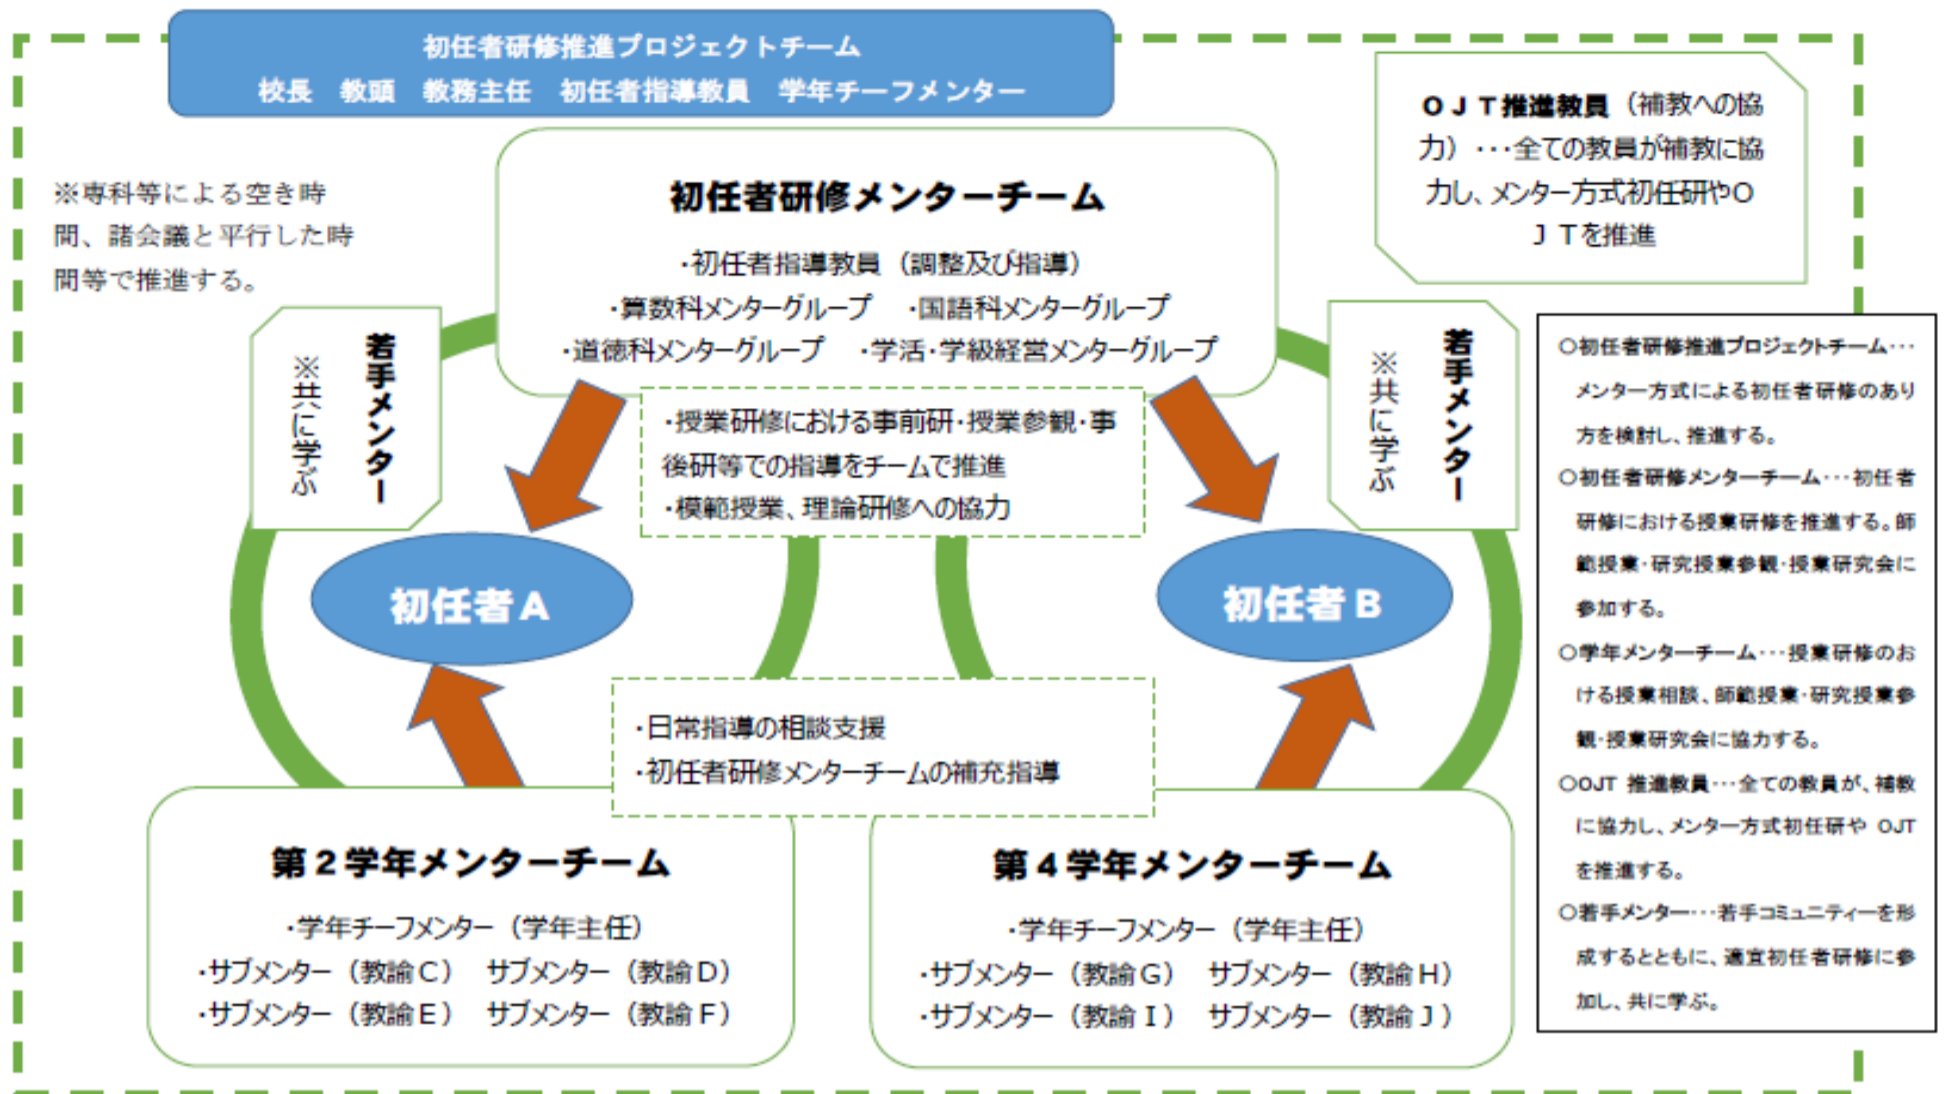 初任者研修推進プロジェクトチーム
校長　教頭　教務主任　初任者指導教員　学年チーフメンター
ＯＪＴ推進教員（補教への協
力）・・・全ての教員が補教に協
力し、メンター方式初任研やＯ
ＪＴを推進
※専科等による空き時
間、諸会議と平行した時
間等で推進する。
初任者研修メンターチーム
・初任者指導教員（調整及び指導）
・算数科メンターグループ　・国語科メンターグループ
・道徳科メンターグループ　・学活・学級経営メンターグループ
若手メンター
※共に学ぶ
若手メンター
※共に学ぶ
・授業研修における事前研・授業参観・事
後研等での指導をチームで推進
・模範授業、理論研修への協力
初任者Ａ
初任者Ｂ
・日常指導の相談支援
・初任者研修メンターチームの補充指導
第２学年メンターチーム
・学年チーフメンター（学年主任）
・サブメンター（教諭Ｃ）　サブメンター（教諭Ｄ）
・サブメンター（教諭Ｅ）　サブメンター（教諭Ｆ）
第４学年メンターチーム
・学年チーフメンター（学年主任）
・サブメンター（教諭Ｇ）　サブメンター（教諭Ｈ）
・サブメンター（教諭Ｉ）　サブメンター（教諭Ｊ）
○初任者研修推進プロジェクトチーム・・・
メンター方式による初任者研修のあり
方を検討し、推進する。
○初任者研修メンターチーム・・・初任者
研修における授業研修を推進する。師
範授業・研究授業参観・授業研究会に
参加する。
○学年メンターチーム・・・授業研修のお
ける授業相談、師範授業・研究授業参
観・授業研究会に協力する。
○OJT 推進教員・・・全ての教員が、補教
に協力し、メンター方式初任研や OJT
を推進する。
○若手メンター・・・若手コミュニティーを形
成するとともに、適宜初任者研修に参
加し、共に学ぶ。